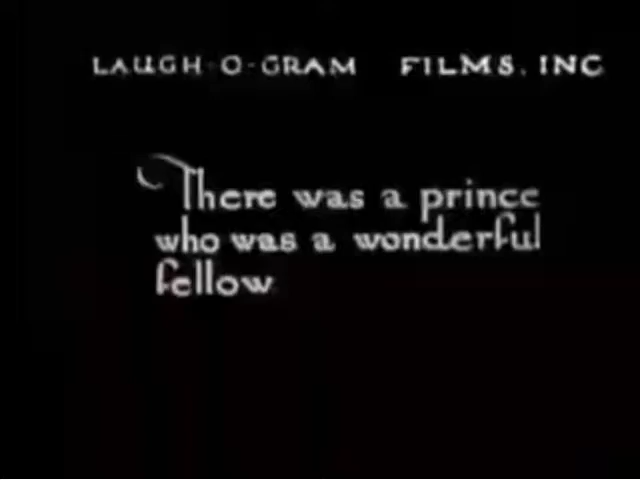 LAUGH-O-GRAM FILMS, INC
There was a prince
who was a wonderful
fellow